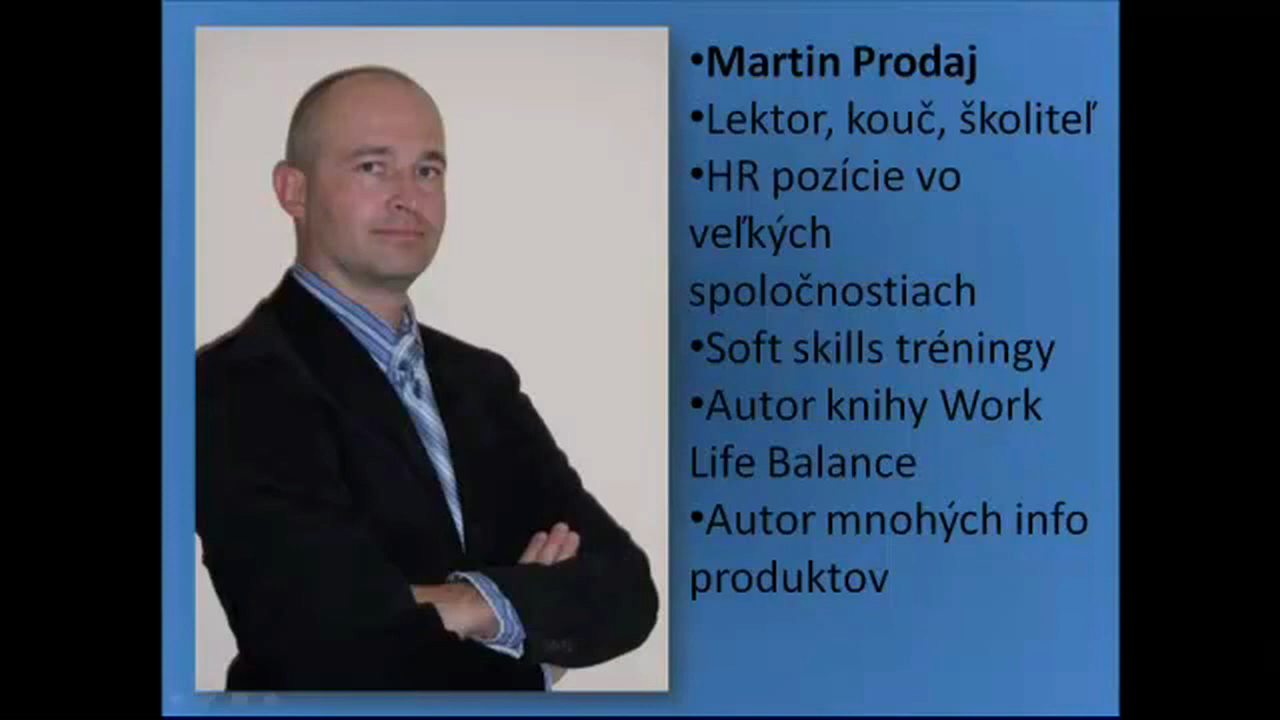 •Martin Prodaj
•Lektor, kouč, školiteľ
•HR pozície vo
veľkých
spoločnostiach
•Soft skills tréningy
•Autor knihy Work
Life Balance
•Autor mnohých info
produktov